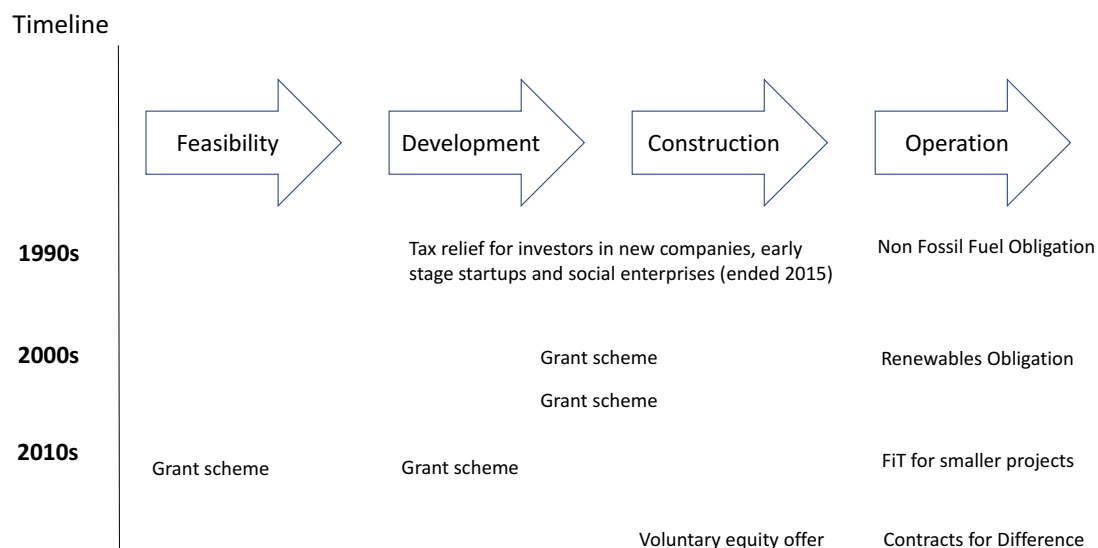 Timeline
Feasibility
Development
Construction
Operation
1990s
Tax relief for investors in new companies, early
stage startups and social enterprises (ended 2015)
Non Fossil Fuel Obligation
2000s
Grant scheme
Renewables Obligation
Grant scheme
2010s
Grant scheme
Grant scheme
FiT for smaller projects
Voluntary equity offer
Contracts for Difference